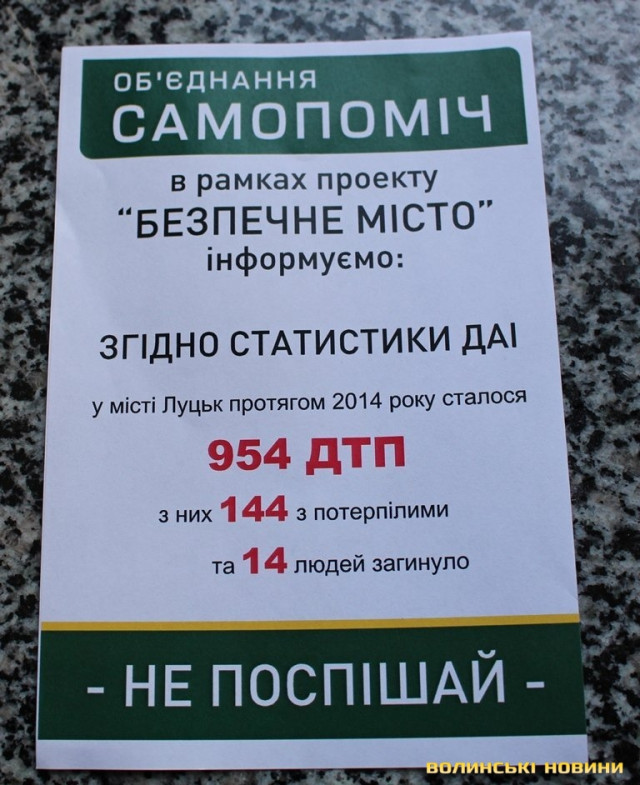 ОБ'ЄДНАННЯ
САМОПОМІЧ
в рамках проекту
“БЕЗПЕЧНЕ МІСТО”
інформуємо:
ЗГІДНО СТАТИСТИКИ ДАІ
у місті Луцьк протягом 2014 року сталося
954 ДТП
з них 144 з потерпілими
та 14 людей загинуло
- НЕ ПОСПІШАЙ -
ВОЛИНСЬКІ НОВИНИ